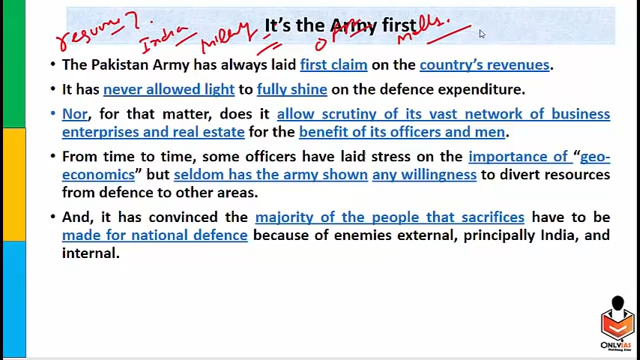 It's the Army first
India Military open malls.
The Pakistan Army has always laid first claim on the country's revenues.
It has never allowed light to fully shine on the defence expenditure.
Nor, for that matter, does it allow scrutiny of its vast network of business
enterprises and real estate for the benefit of its officers and men.
From time to time, some officers have laid stress on the importance of "geo-
economics" but seldom has the army shown any willingness to divert resources
from defence to other areas.
And, it has convinced the majority of the people that sacrifices have to be
made for national defence because of enemies external, principally India, and
internal.
ONLYIAS